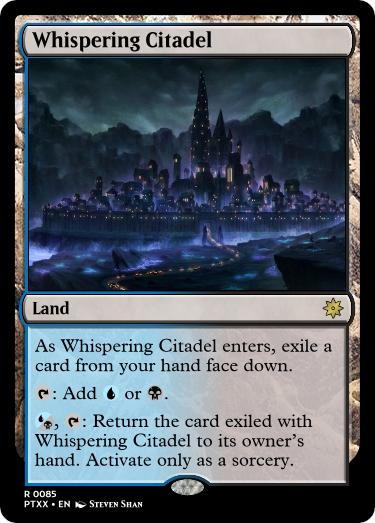 Whispering Citadel
Land
As Whispering Citadel enters, exile a
card from your hand face down.
: Add or .
, : Return the card exiled with
Whispering Citadel to its owner's
hand. Activate only as a sorcery.
R 0085
PTXX • EN Steven Shan